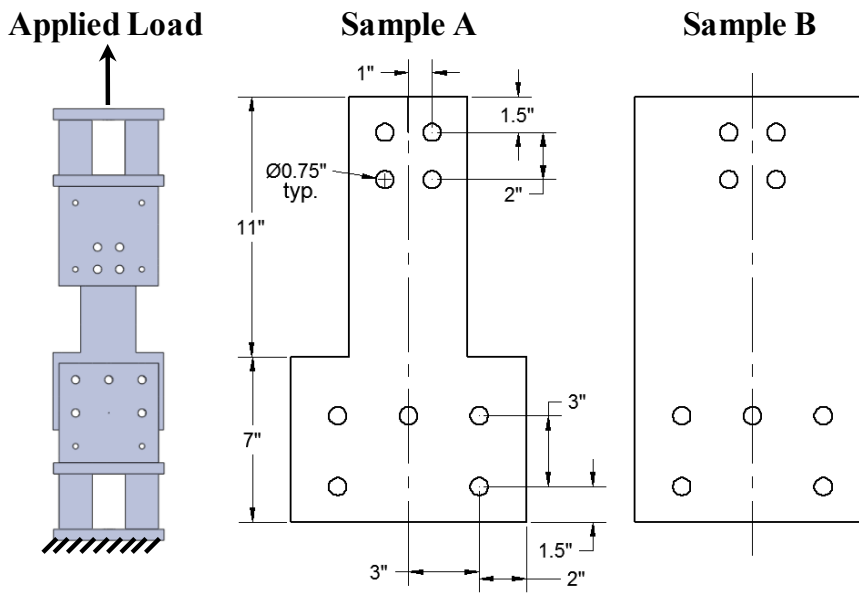 Applied Load
Sample A
Sample B
1"
1.5"
Ø0.75"
typ.
2"
11"
3"
7"
1.5"
3"
2"